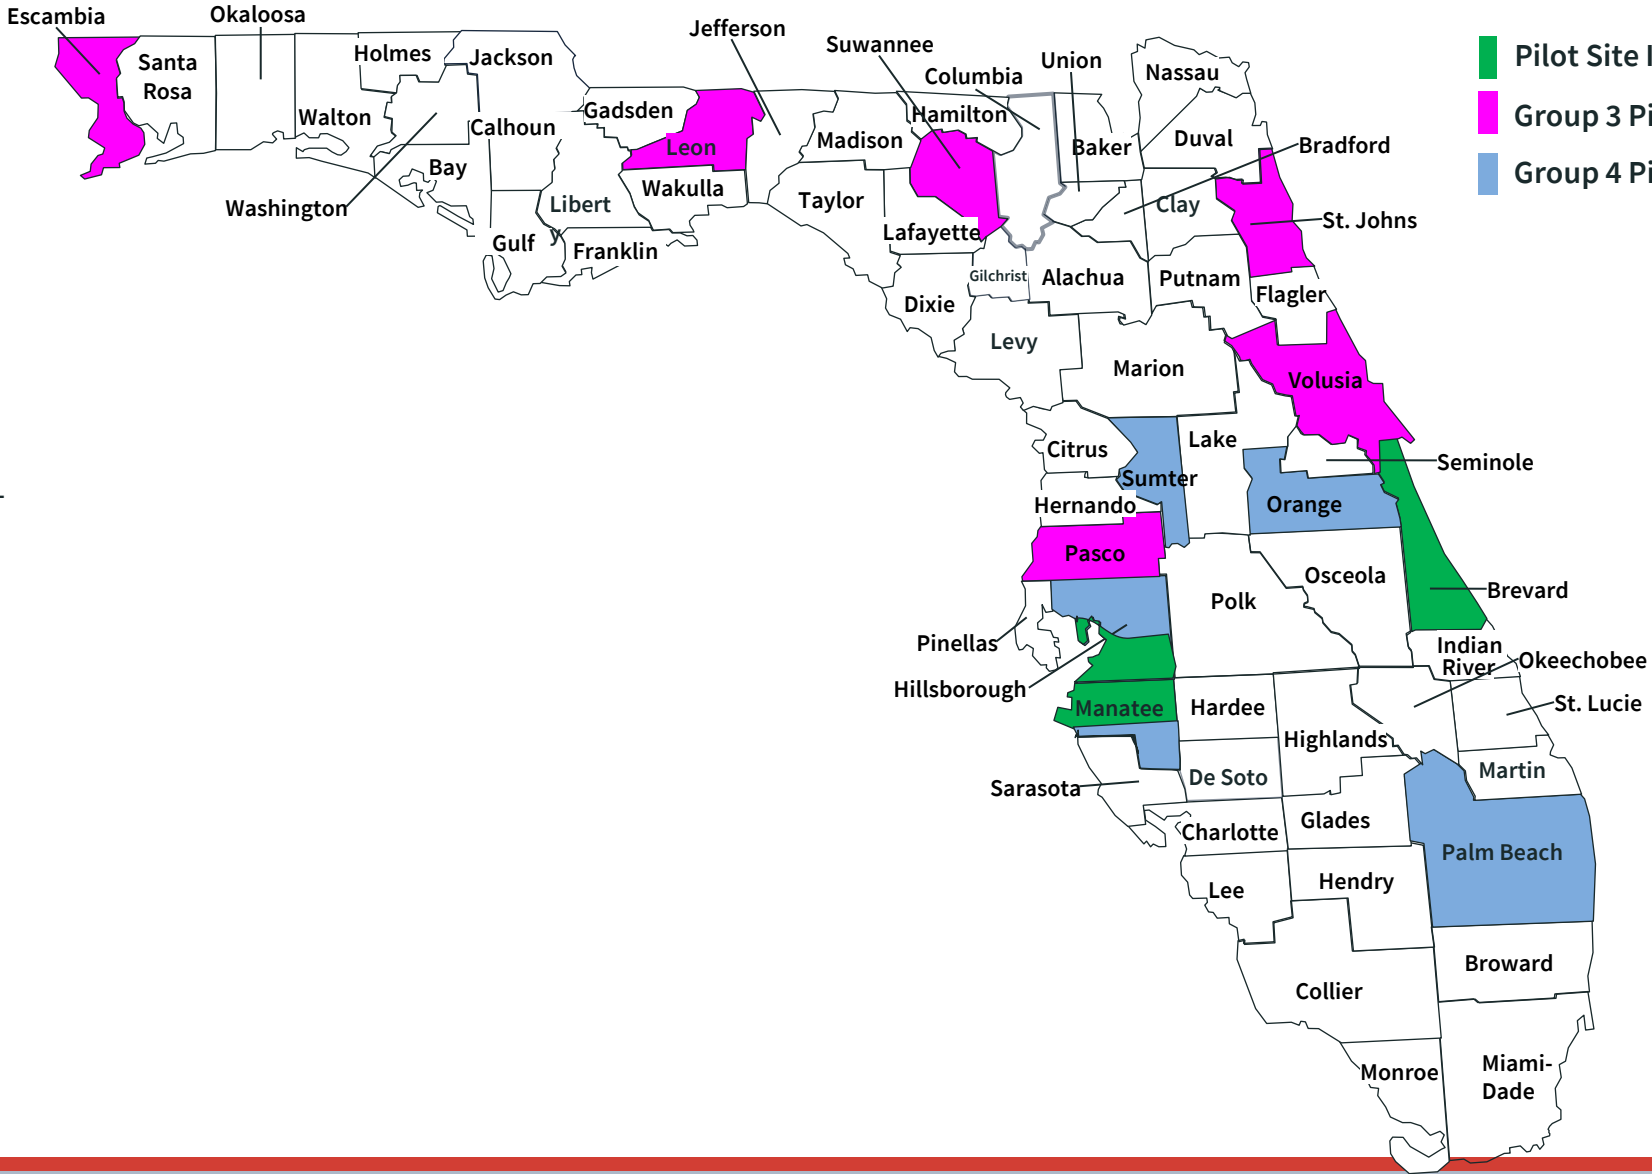 Escambia
Okaloosa
Jefferson
Suwannee
Columbia
Union
Santa
Rosa
Holmes
Jackson
Nassau
Pilot Site
Group 3
Group 4
Walton
Calhoun
Gadsden
Leon
Madison
Hamilton
Baker
Duval
Bradford
Washington
Bay
Libert
y
Wakulla
Taylor
Clay
St. Johns
Gulf
Franklin
Lafayette
Gilchrist
Alachua
Putnam
Flagler
Dixie
Levy
Marion
Volusia
Citrus
Lake
Seminole
Sumter
Hernando
Orange
Pasco
Osceola
Brevard
Polk
Pinellas
Indian
River
Okeechobee
Hillsborough
Manatee
Hardee
St. Lucie
Highlands
Sarasota
De Soto
Martin
Charlotte
Glades
Palm Beach
Lee
Hendry
Broward
Collier
Monroe
Miami-
Dade